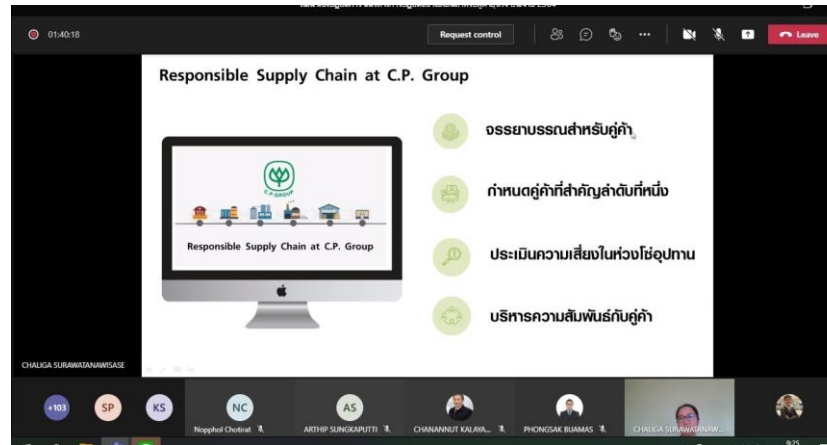 01:40:18
Request control
Leave
Responsible Supply Chain at C.P. Group
จรรยาบรรณสำหรับคู่ค้า
C.P. GROUP
กำหนดคู่ค้าที่สำคัญลำดับที่หนึ่ง
Responsible Supply Chain at C.P. Group
ประเมินความเสี่ยงในห่วงโซ่อุปทาน
บริหารความสัมพันธ์กับคู่ค้า
CHALIGA SURAWATANAWISASE
+103
SP
KS
NC
AS
Nopphol Chotirat
ARTHIP SUNGKAPUTTI
CHANANNUT KALAYA...
PHONGSAK BUAMAS
CHALIGA SURAWATANAW...
9:25